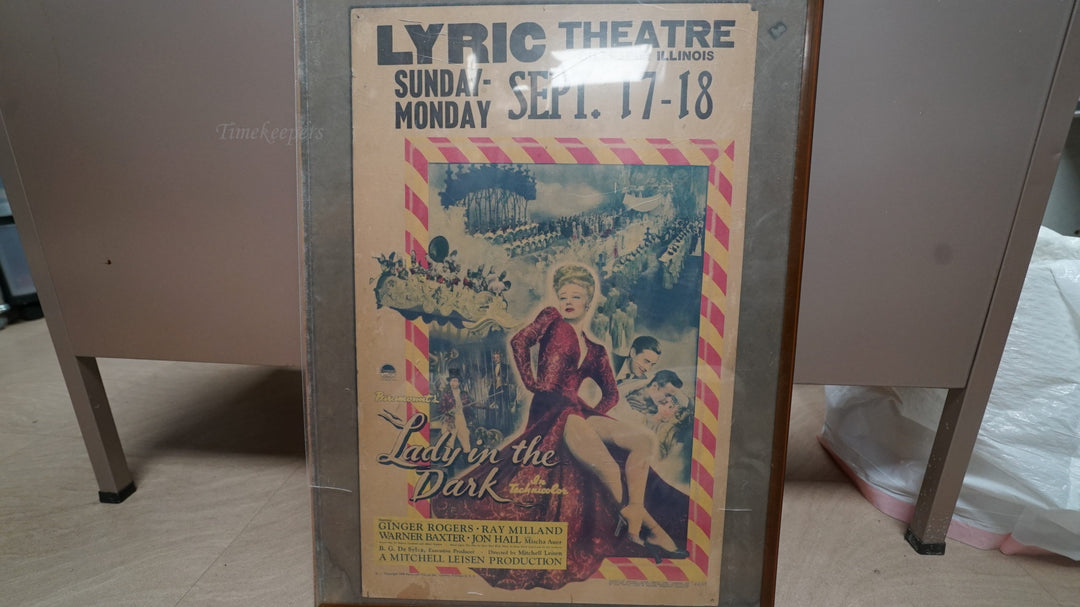 LYRIC THEATRE
ILLINOIS
SUNDAY-
MONDAY
SEPT. 17-18
Timekeepers
Paramount's
Lady in the
Dark
In
Technicolor
GINGER ROGERS · RAY MILLAND
WARNER BAXTER · JON HALL
Mischa Auer
B. G. De Sylva, Executive Producer Directed by Mitchell Leisen
A MITCHELL LEISEN PRODUCTION